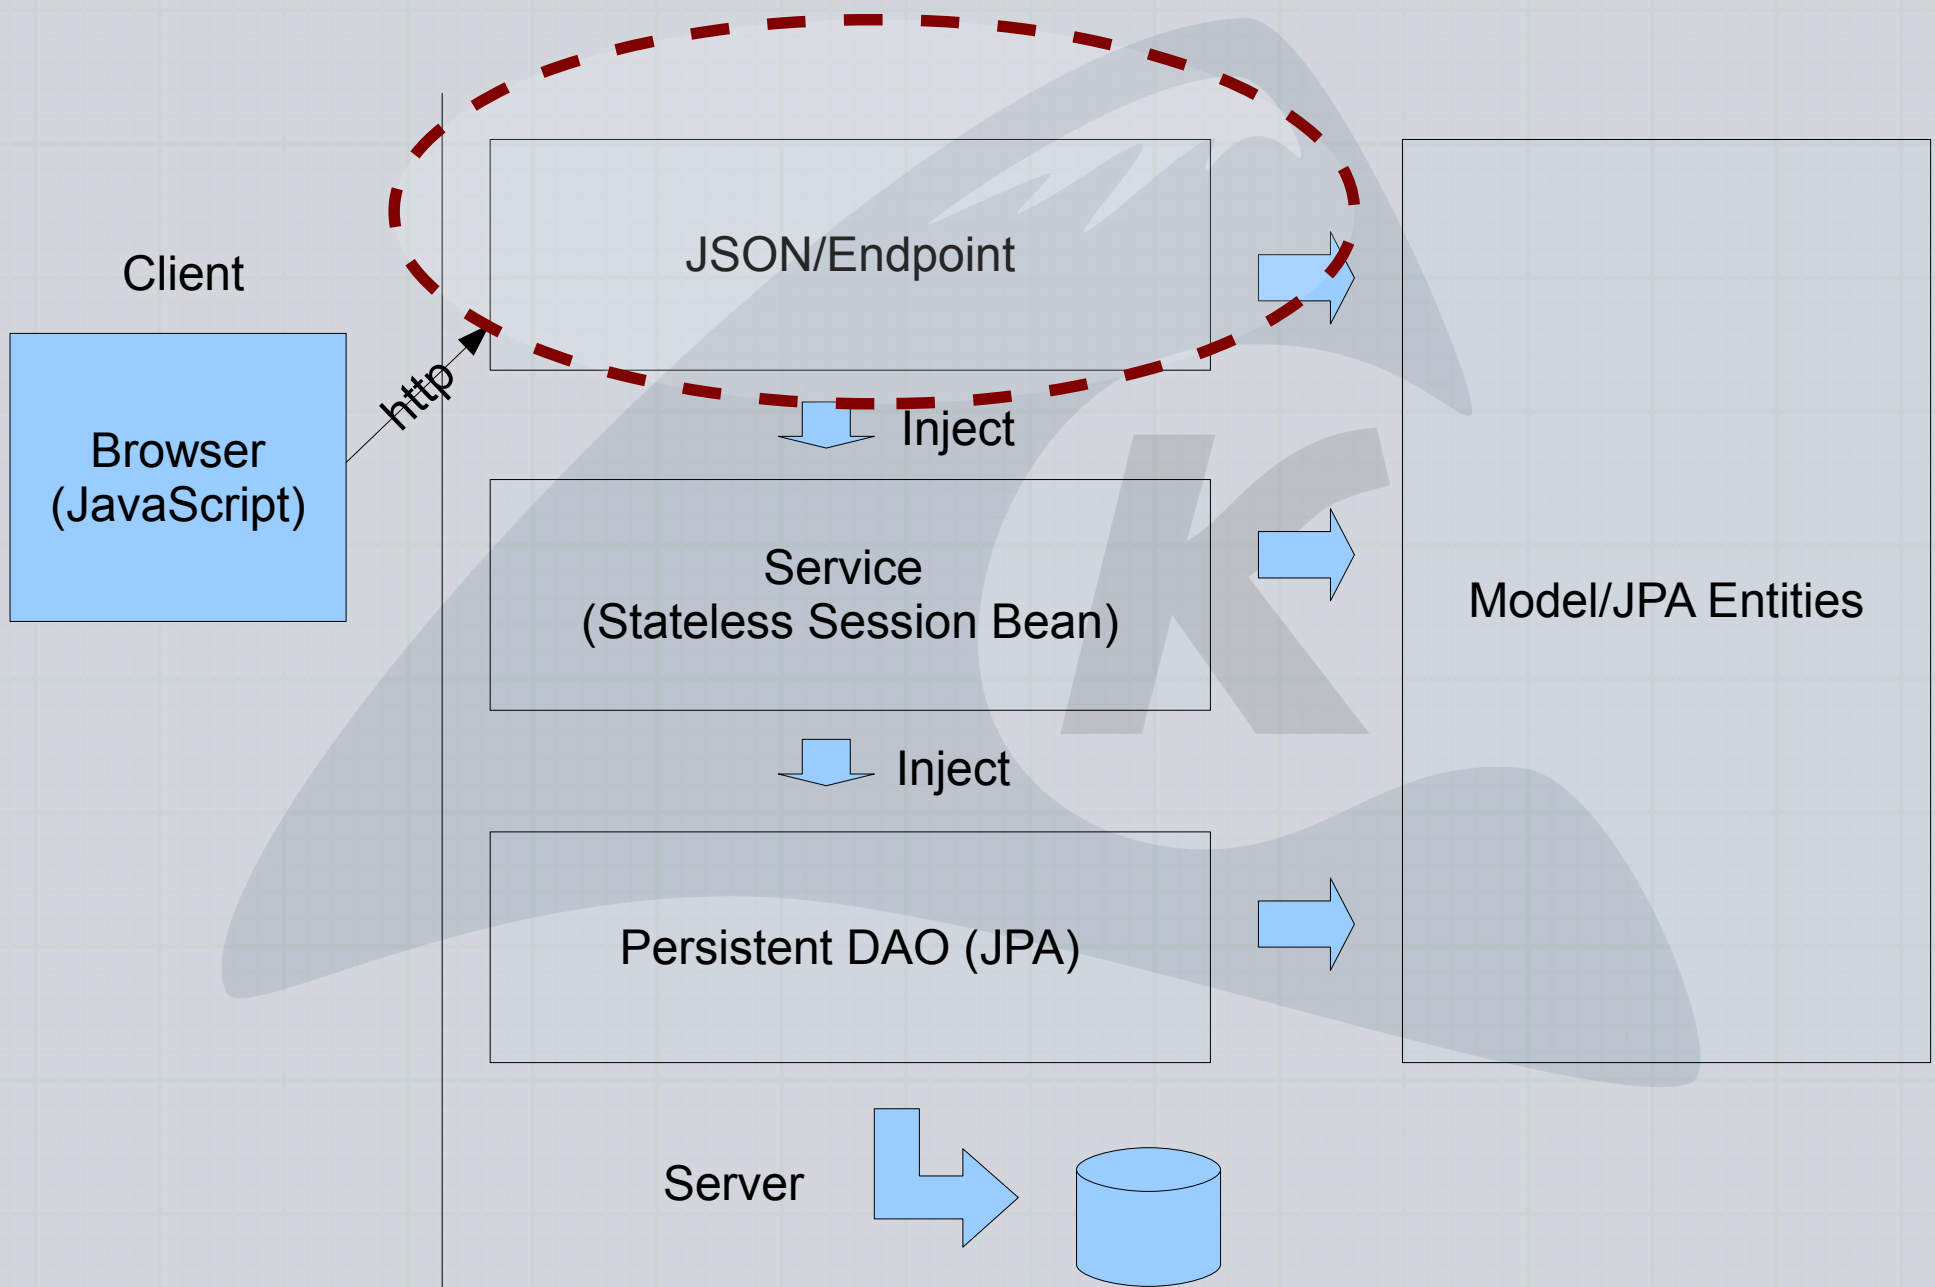 JSON/Endpoint
Client
http
Browser
(JavaScript)
Inject
Service
(Stateless Session Bean)
Model/JPA Entities
Inject
Persistent DAO (JPA)
Server
K